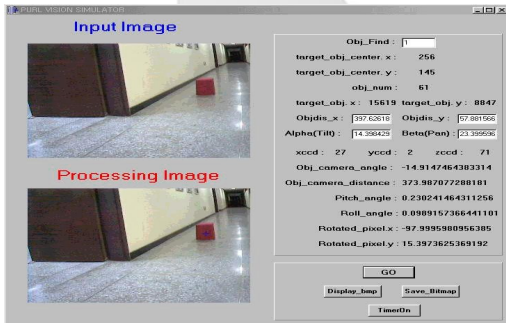 PURL VISION SIMULATOR
Input Image
Processing Image
Obj_Find : 1
target_obj_center. x : 256
target_obj_center. y : 145
obj_num : 61
target_obj. x : 15619 target_obj. y : 8847
Objdis_x : 397.62618 Objdis_y : 57.881566
Alpha(Tilt) : 14.398429 Beta(Pan) : 23.399596
xccd : 27 yccd : 2 zccd : 71
Obj_camera_angle : -14.9147464383314
Obj_camera_distance : 373.987077288181
Pitch_angle : 0.230241464311256
Roll_angle : 0.0989157366441101
Rotated_pixel.x : -97.9995980956385
Rotated_pixel.y : 15.3973625369192
GO
Display_bmp Save_Bitmap
TimerOn